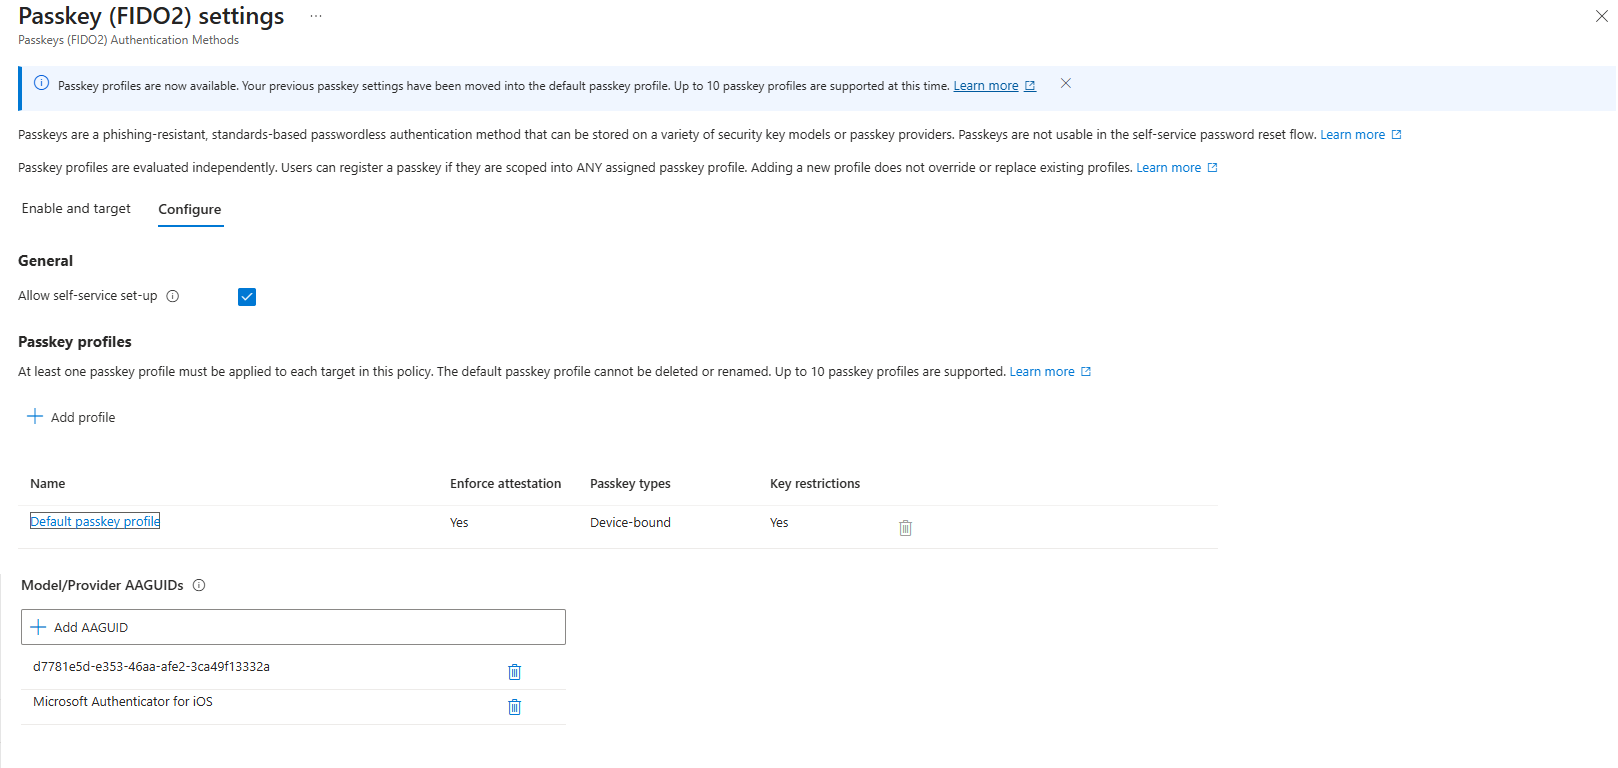 Passkey (FIDO2) settings ...
Passkeys (FIDO2) Authentication Methods
Passkey profiles are now available. Your previous passkey settings have been moved into the default passkey profile. Up to 10 passkey profiles are supported at this time. Learn more
Passkeys are a phishing-resistant, standards-based passwordless authentication method that can be stored on a variety of security key models or passkey providers. Passkeys are not usable in the self-service password reset flow. Learn more
Passkey profiles are evaluated independently. Users can register a passkey if they are scoped into ANY assigned passkey profile. Adding a new profile does not override or replace existing profiles. Learn more
Enable and target Configure
General
Allow self-service set-up
Passkey profiles
At least one passkey profile must be applied to each target in this policy. The default passkey profile cannot be deleted or renamed. Up to 10 passkey profiles are supported. Learn more
Add profile
Name Enforce attestation Passkey types Key restrictions
Default passkey profile Yes Device-bound Yes
Model/Provider AAGUIDs
Add AAGUID
d7781e5d-e353-46aa-afe2-3ca49f13332a
Microsoft Authenticator for iOS